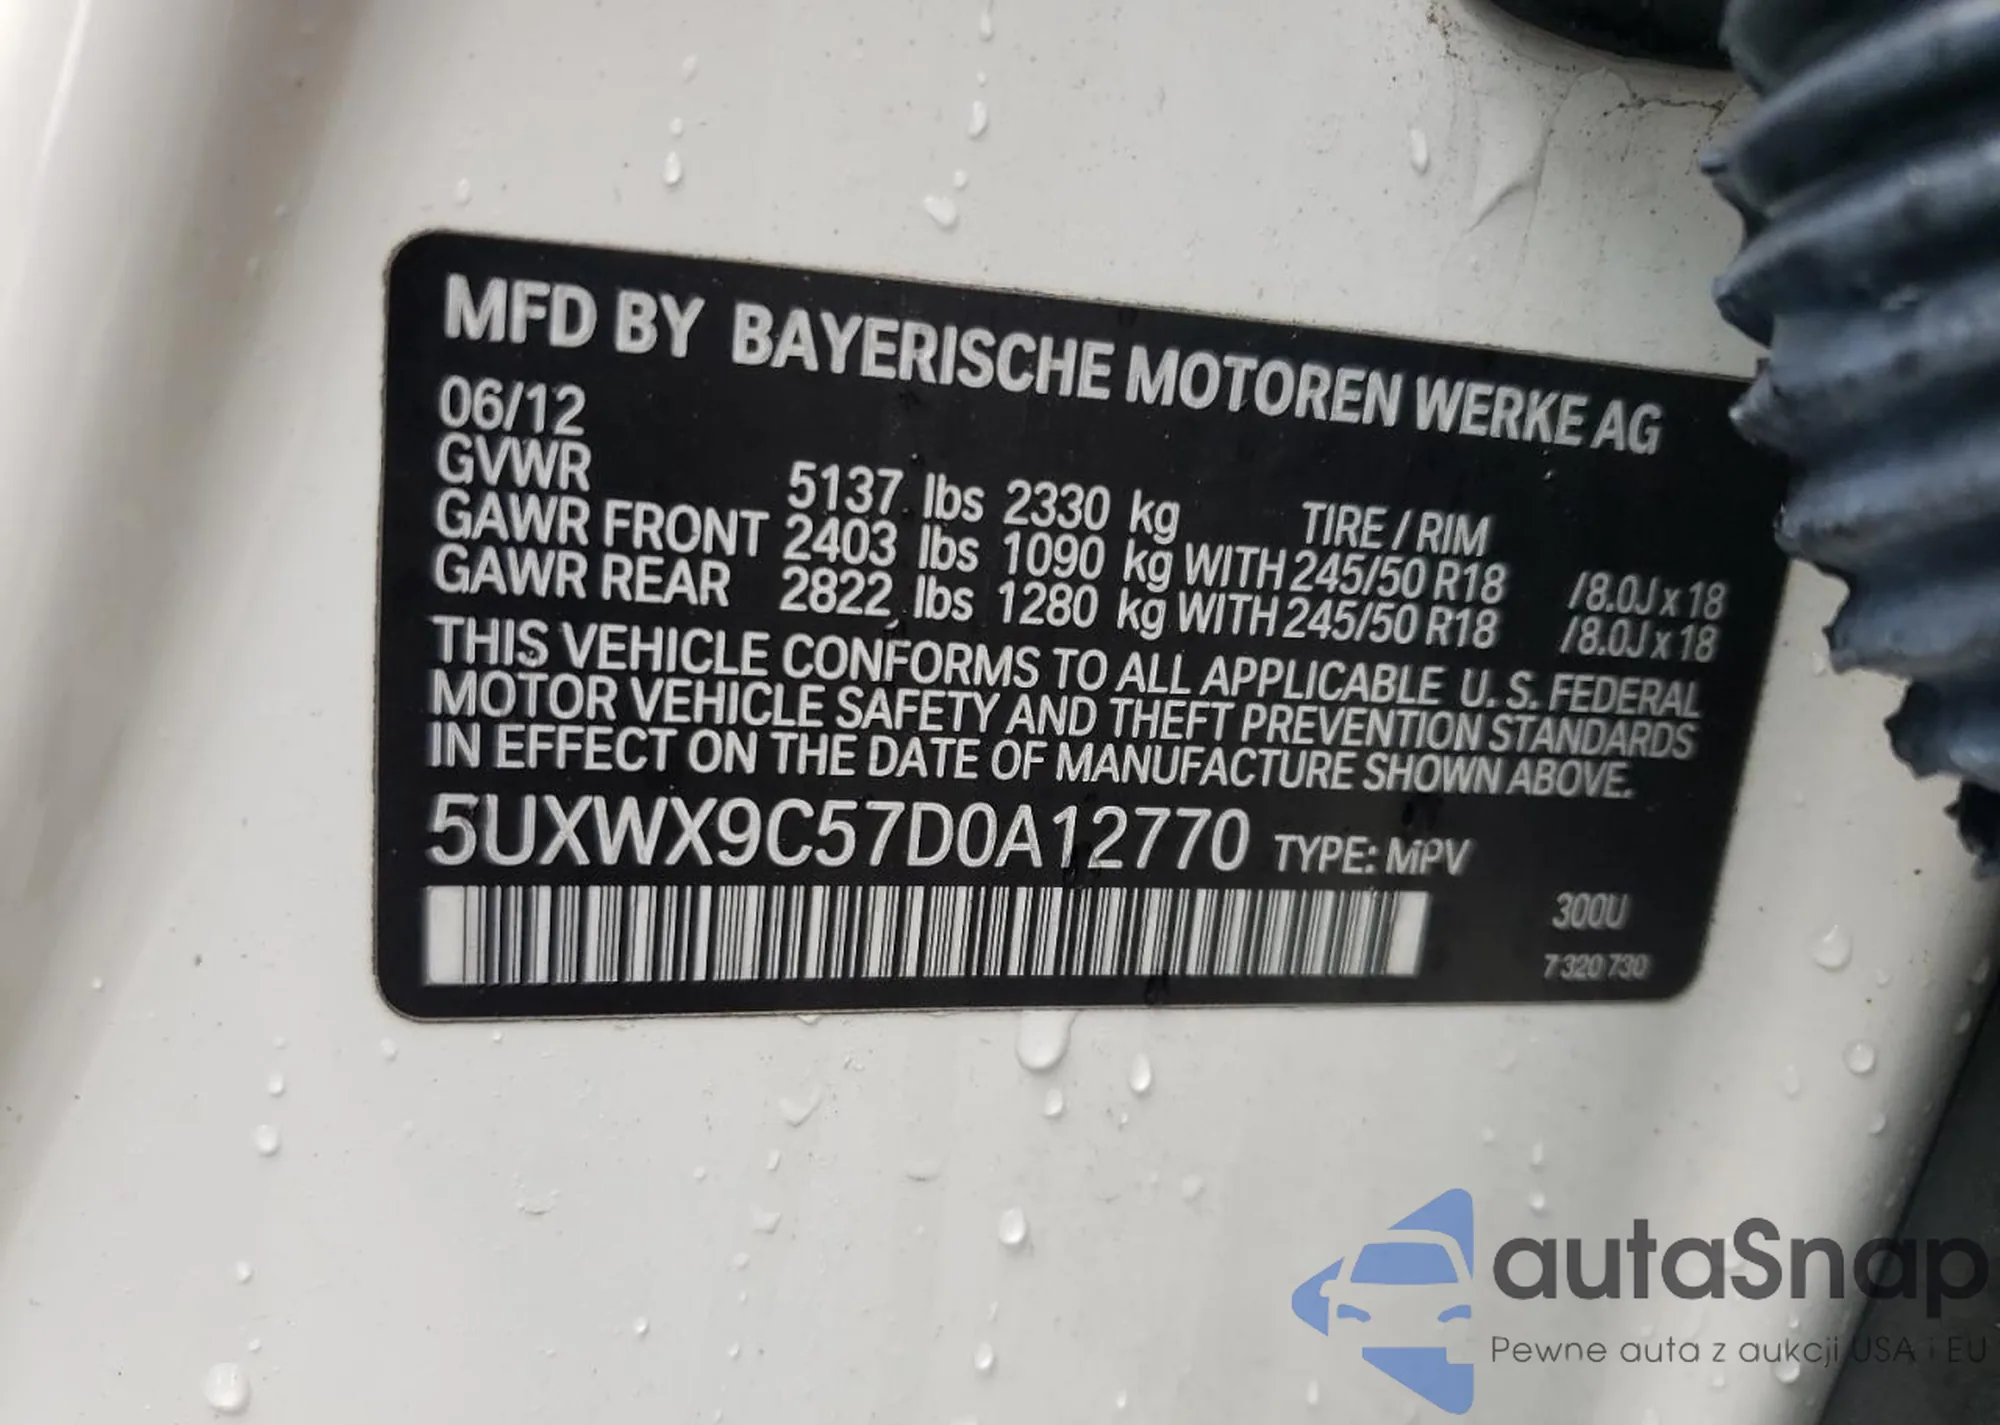 MFD BY BAYERISCHE MOTOREN WERKE AG
06/12
GVWR 5137 lbs 2330 kg TIRE / RIM
GAWR FRONT 2403 lbs 1090 kg WITH 245/50 R18 /8.0J x 18
GAWR REAR 2822 lbs 1280 kg WITH 245/50 R18 /8.0J x 18
THIS VEHICLE CONFORMS TO ALL APPLICABLE U. S. FEDERAL
MOTOR VEHICLE SAFETY AND THEFT PREVENTION STANDARDS
IN EFFECT ON THE DATE OF MANUFACTURE SHOWN ABOVE.
5UXWX9C57D0A12770 TYPE: MPV
300U
7 320 730
autaSnap
Pewne auta z aukcji USA i EU